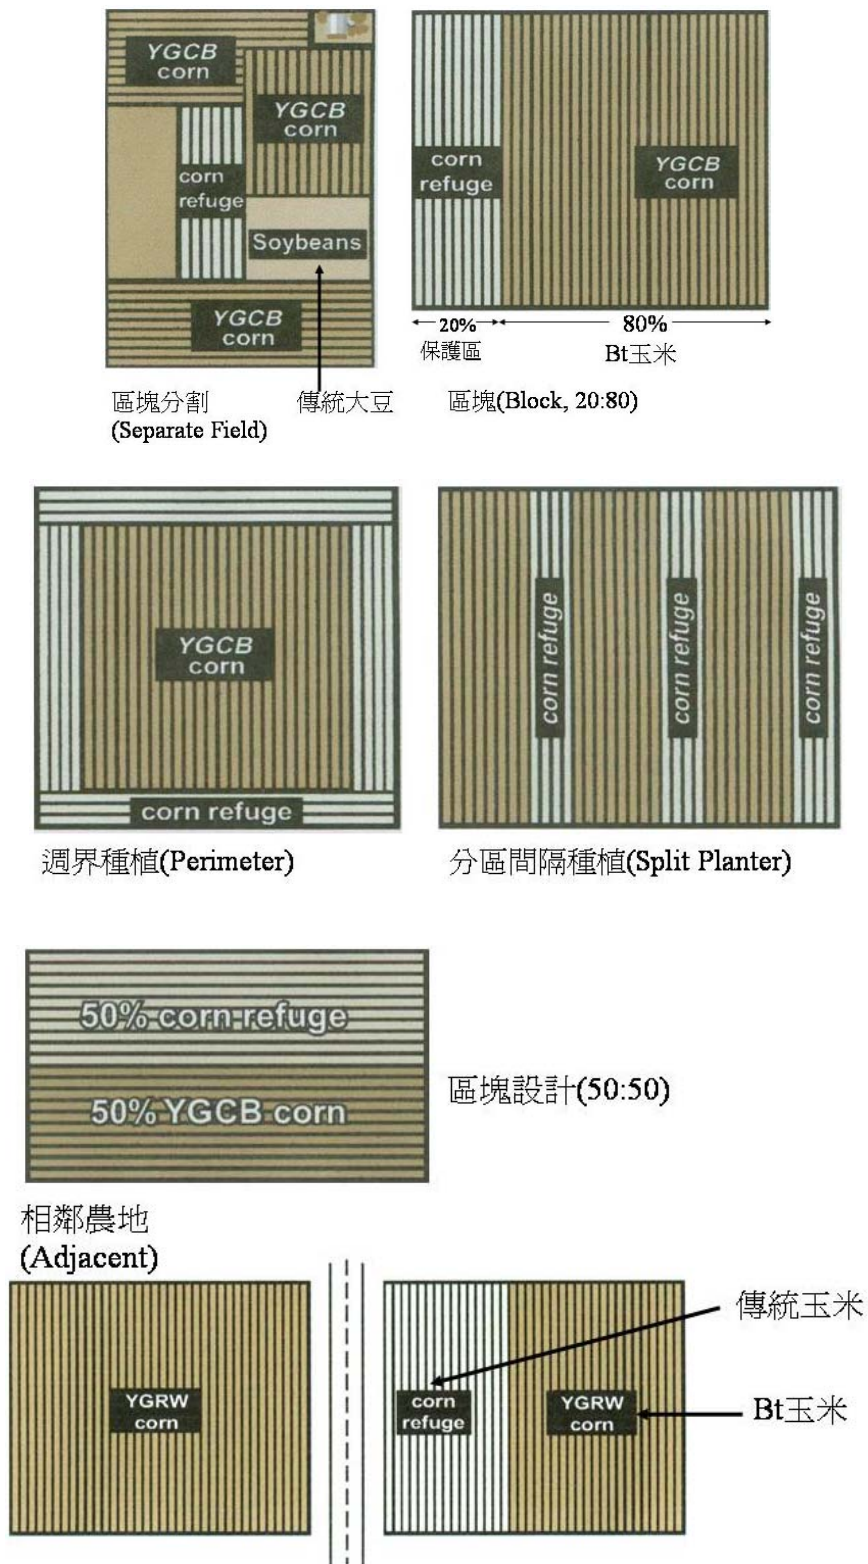 YGCB
corn
YGCB
corn
corn
refuge
Soybeans
YGCB
corn
區塊分割
(Separate Field)
傳統大豆
corn
refuge
YGCB
corn
20%
80%
保護區
Bt玉米
區塊(Block, 20:80)
YGCB
corn
corn refuge
週界種植(Perimeter)
corn refuge
corn refuge
corn refuge
分區間隔種植(Split Planter)
50% corn refuge
50% YGCB corn
區塊設計(50:50)
相鄰農地
(Adjacent)
YGRW
corn
corn
refuge
YGRW
corn
傳統玉米
Bt玉米